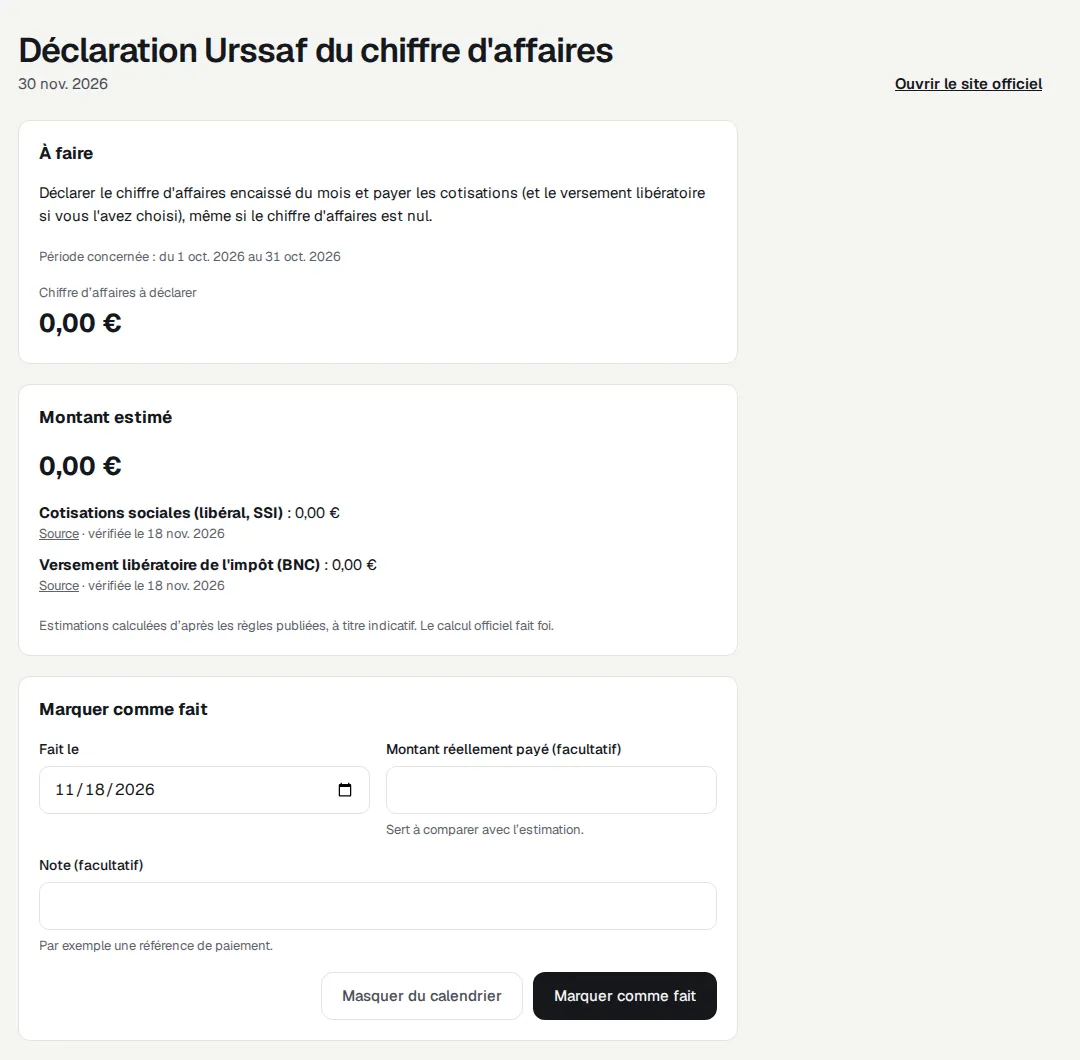 Déclaration Urssaf du chiffre d'affaires
30 nov. 2026
Ouvrir le site officiel
À faire
Déclarer le chiffre d'affaires encaissé du mois et payer les cotisations (et le versement libératoire
si vous l'avez choisi), même si le chiffre d'affaires est nul.
Période concernée : du 1 oct. 2026 au 31 oct. 2026
Chiffre d’affaires à déclarer
0,00 €
Montant estimé
0,00 €
Cotisations sociales (libéral, SSI) : 0,00 €
Source · vérifiée le 18 nov. 2026
Versement libératoire de l'impôt (BNC) : 0,00 €
Source · vérifiée le 18 nov. 2026
Estimations calculées d’après les règles publiées, à titre indicatif. Le calcul officiel fait foi.
Marquer comme fait
Fait le
Montant réellement payé (facultatif)
11/18/2026
Sert à comparer avec l’estimation.
Note (facultatif)
Par exemple une référence de paiement.
Masquer du calendrier
Marquer comme fait